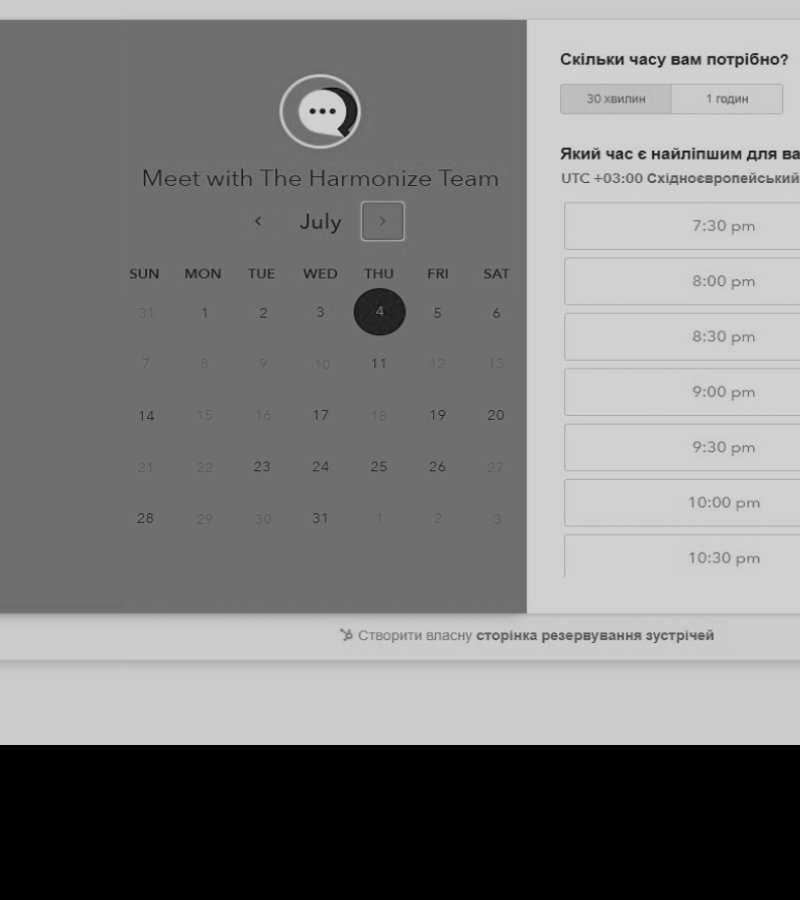 Meet with The Harmonize Team
July
SUN MON TUE WED THU FRI SAT
31 1 2 3 4 5 6
7 8 9 10 11 12 13
14 15 16 17 18 19 20
21 22 23 24 25 26 27
28 29 30 31 1 2 3
Скільки часу вам потрібно?
30 хвилин 1 годин
Який час є найліпшим для ва
UTC +03:00 Східноєвропейський
7:30 pm
8:00 pm
8:30 pm
9:00 pm
9:30 pm
10:00 pm
10:30 pm
Створити власну сторінка резервування зустрічей